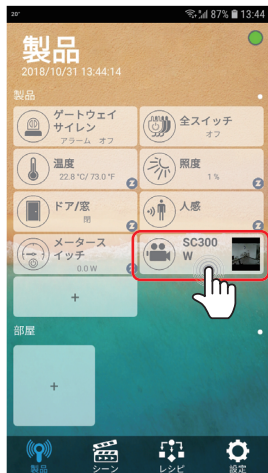 20°
87% 13:44
製品
2018/10/31 13:44:14
製品
ゲートウェイ
サイレン
アラーム オフ
全スイッチ
オフ
温度
22.8 °C/ 73.0 °F
照度
1 %
ドア/窓
閉
人感
メータース
イッチ
0.0 W
SC300
W
+
部屋
+
製品
シーン
レシピ
設定